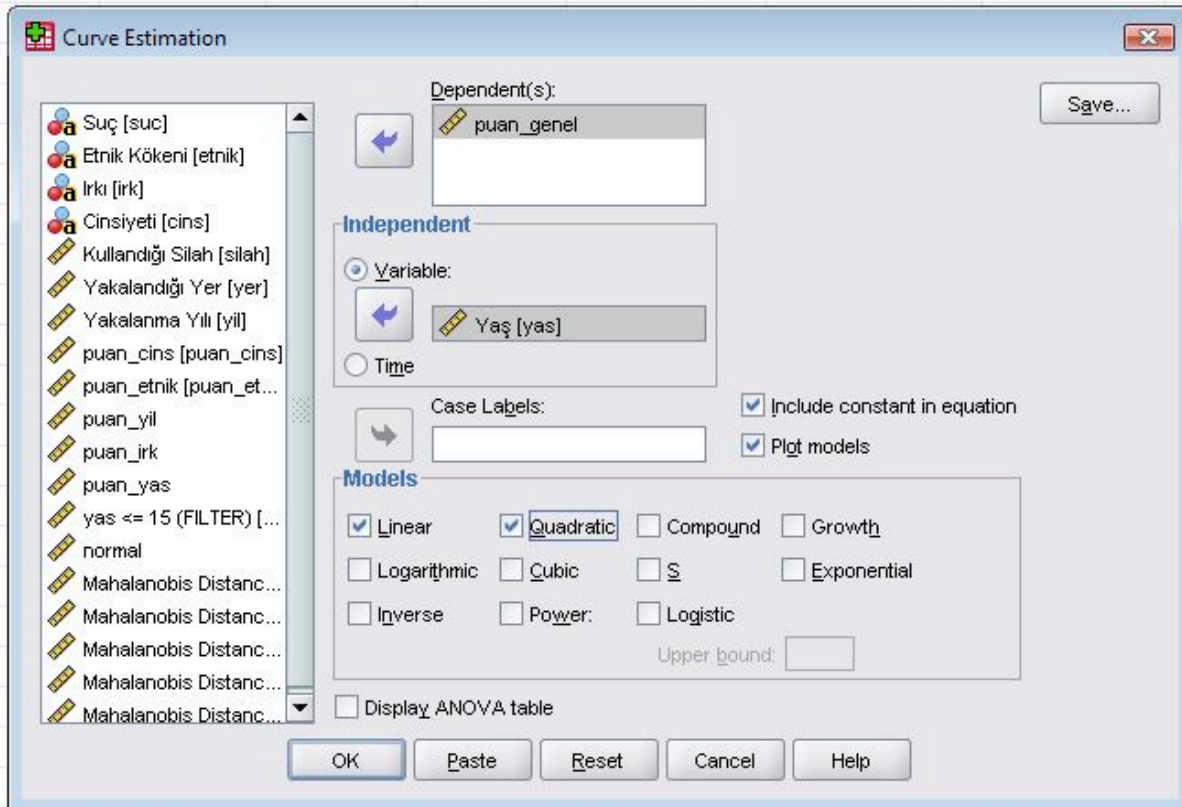 Curve Estimation
Suç [suc]
Etnik Kökeni [etnik]
Irkı [irk]
Cinsiyeti [cins]
Kullandığı Silah [silah]
Yakalandığı Yer [yer]
Yakalanma Yılı [yil]
puan_cins [puan_cins]
puan_etnik [puan_et...
puan_yil
puan_irk
puan_yas
yas <= 15 (FILTER) [...
normal
Mahalanobis Distanc...
Mahalanobis Distanc...
Mahalanobis Distanc...
Mahalanobis Distanc...
Mahalanobis Distanc...
Dependent(s):
puan_genel
Save...
Independent
Variable:
Yaş [yas]
Time
Case Labels:
Include constant in equation
Plot models
Models
Linear Quadratic Compound Growth
Logarithmic Cubic S Exponential
Inverse Power: Logistic
Upper bound:
Display ANOVA table
OK Paste Reset Cancel Help